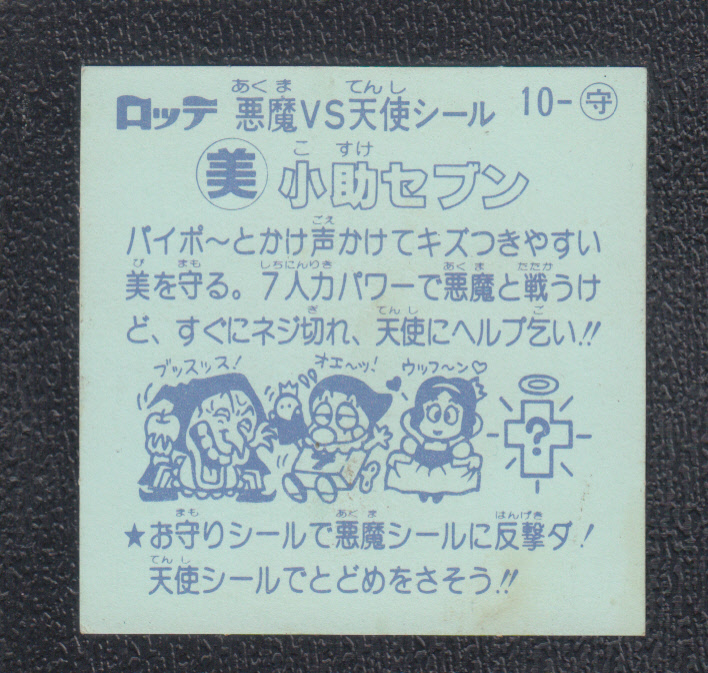 ロッテ 悪魔VS天使シール 10-守
あくま てんし
美 小助セブン
こすけ
パイポ〜とかけ声かけてキズつきやすい
ごえ
美を守る。7人力パワーで悪魔と戦うけ
び まも しちにんりき あくま たたか
ど、すぐにネジ切れ、天使にヘルプ乞い!!
ぎ てんし ご
ブッスッス! オエ〜ッ! ウッフ〜ン♡
?
★お守りシールで悪魔シールに反撃ダ!
まも あくま はんげき
天使シールでとどめをさそう!!
てんし